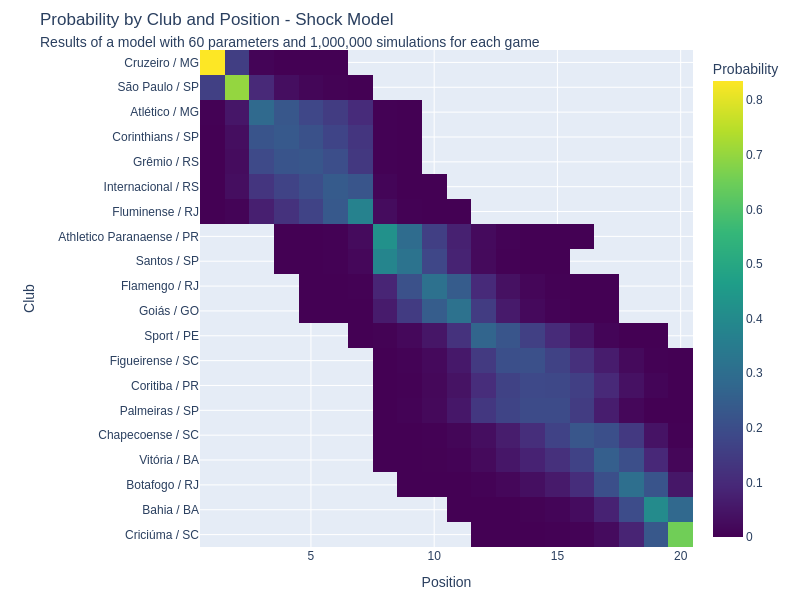 Probability by Club and Position - Shock Model
Results of a model with 60 parameters and 1,000,000 simulations for each game
Probability
Club
Cruzeiro / MG
São Paulo / SP
Atlético / MG
Corinthians / SP
Grêmio / RS
Internacional / RS
Fluminense / RJ
Athletico Paranaense / PR
Santos / SP
Flamengo / RJ
Goiás / GO
Sport / PE
Figueirense / SC
Coritiba / PR
Palmeiras / SP
Chapecoense / SC
Vitória / BA
Botafogo / RJ
Bahia / BA
Criciúma / SC
5 10 15 20
Position
0.8
0.7
0.6
0.5
0.4
0.3
0.2
0.1
0